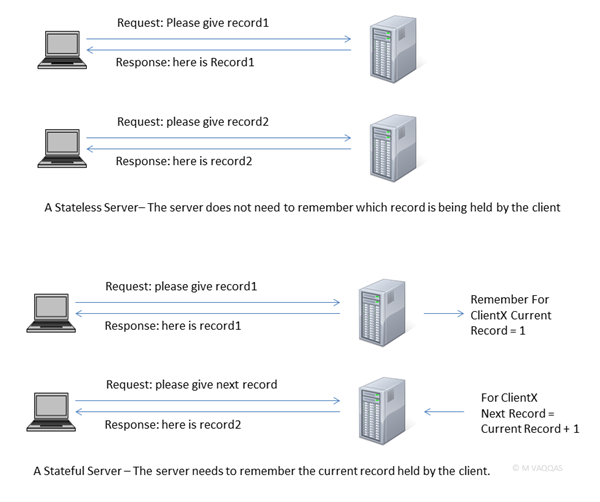 Request: Please give record1
Response: here is Record1
Request: please give record2
Response: here is record2
A Stateless Server– The server does not need to remember which record is being held by the client
Request: please give record1
Response: here is record1
Remember For
ClientX Current
Record = 1
Request: please give next record
Response: here is record2
For ClientX
Next Record =
Current Record + 1
A Stateful Server – The server needs to remember the current record held by the client.
© M VAQQAS